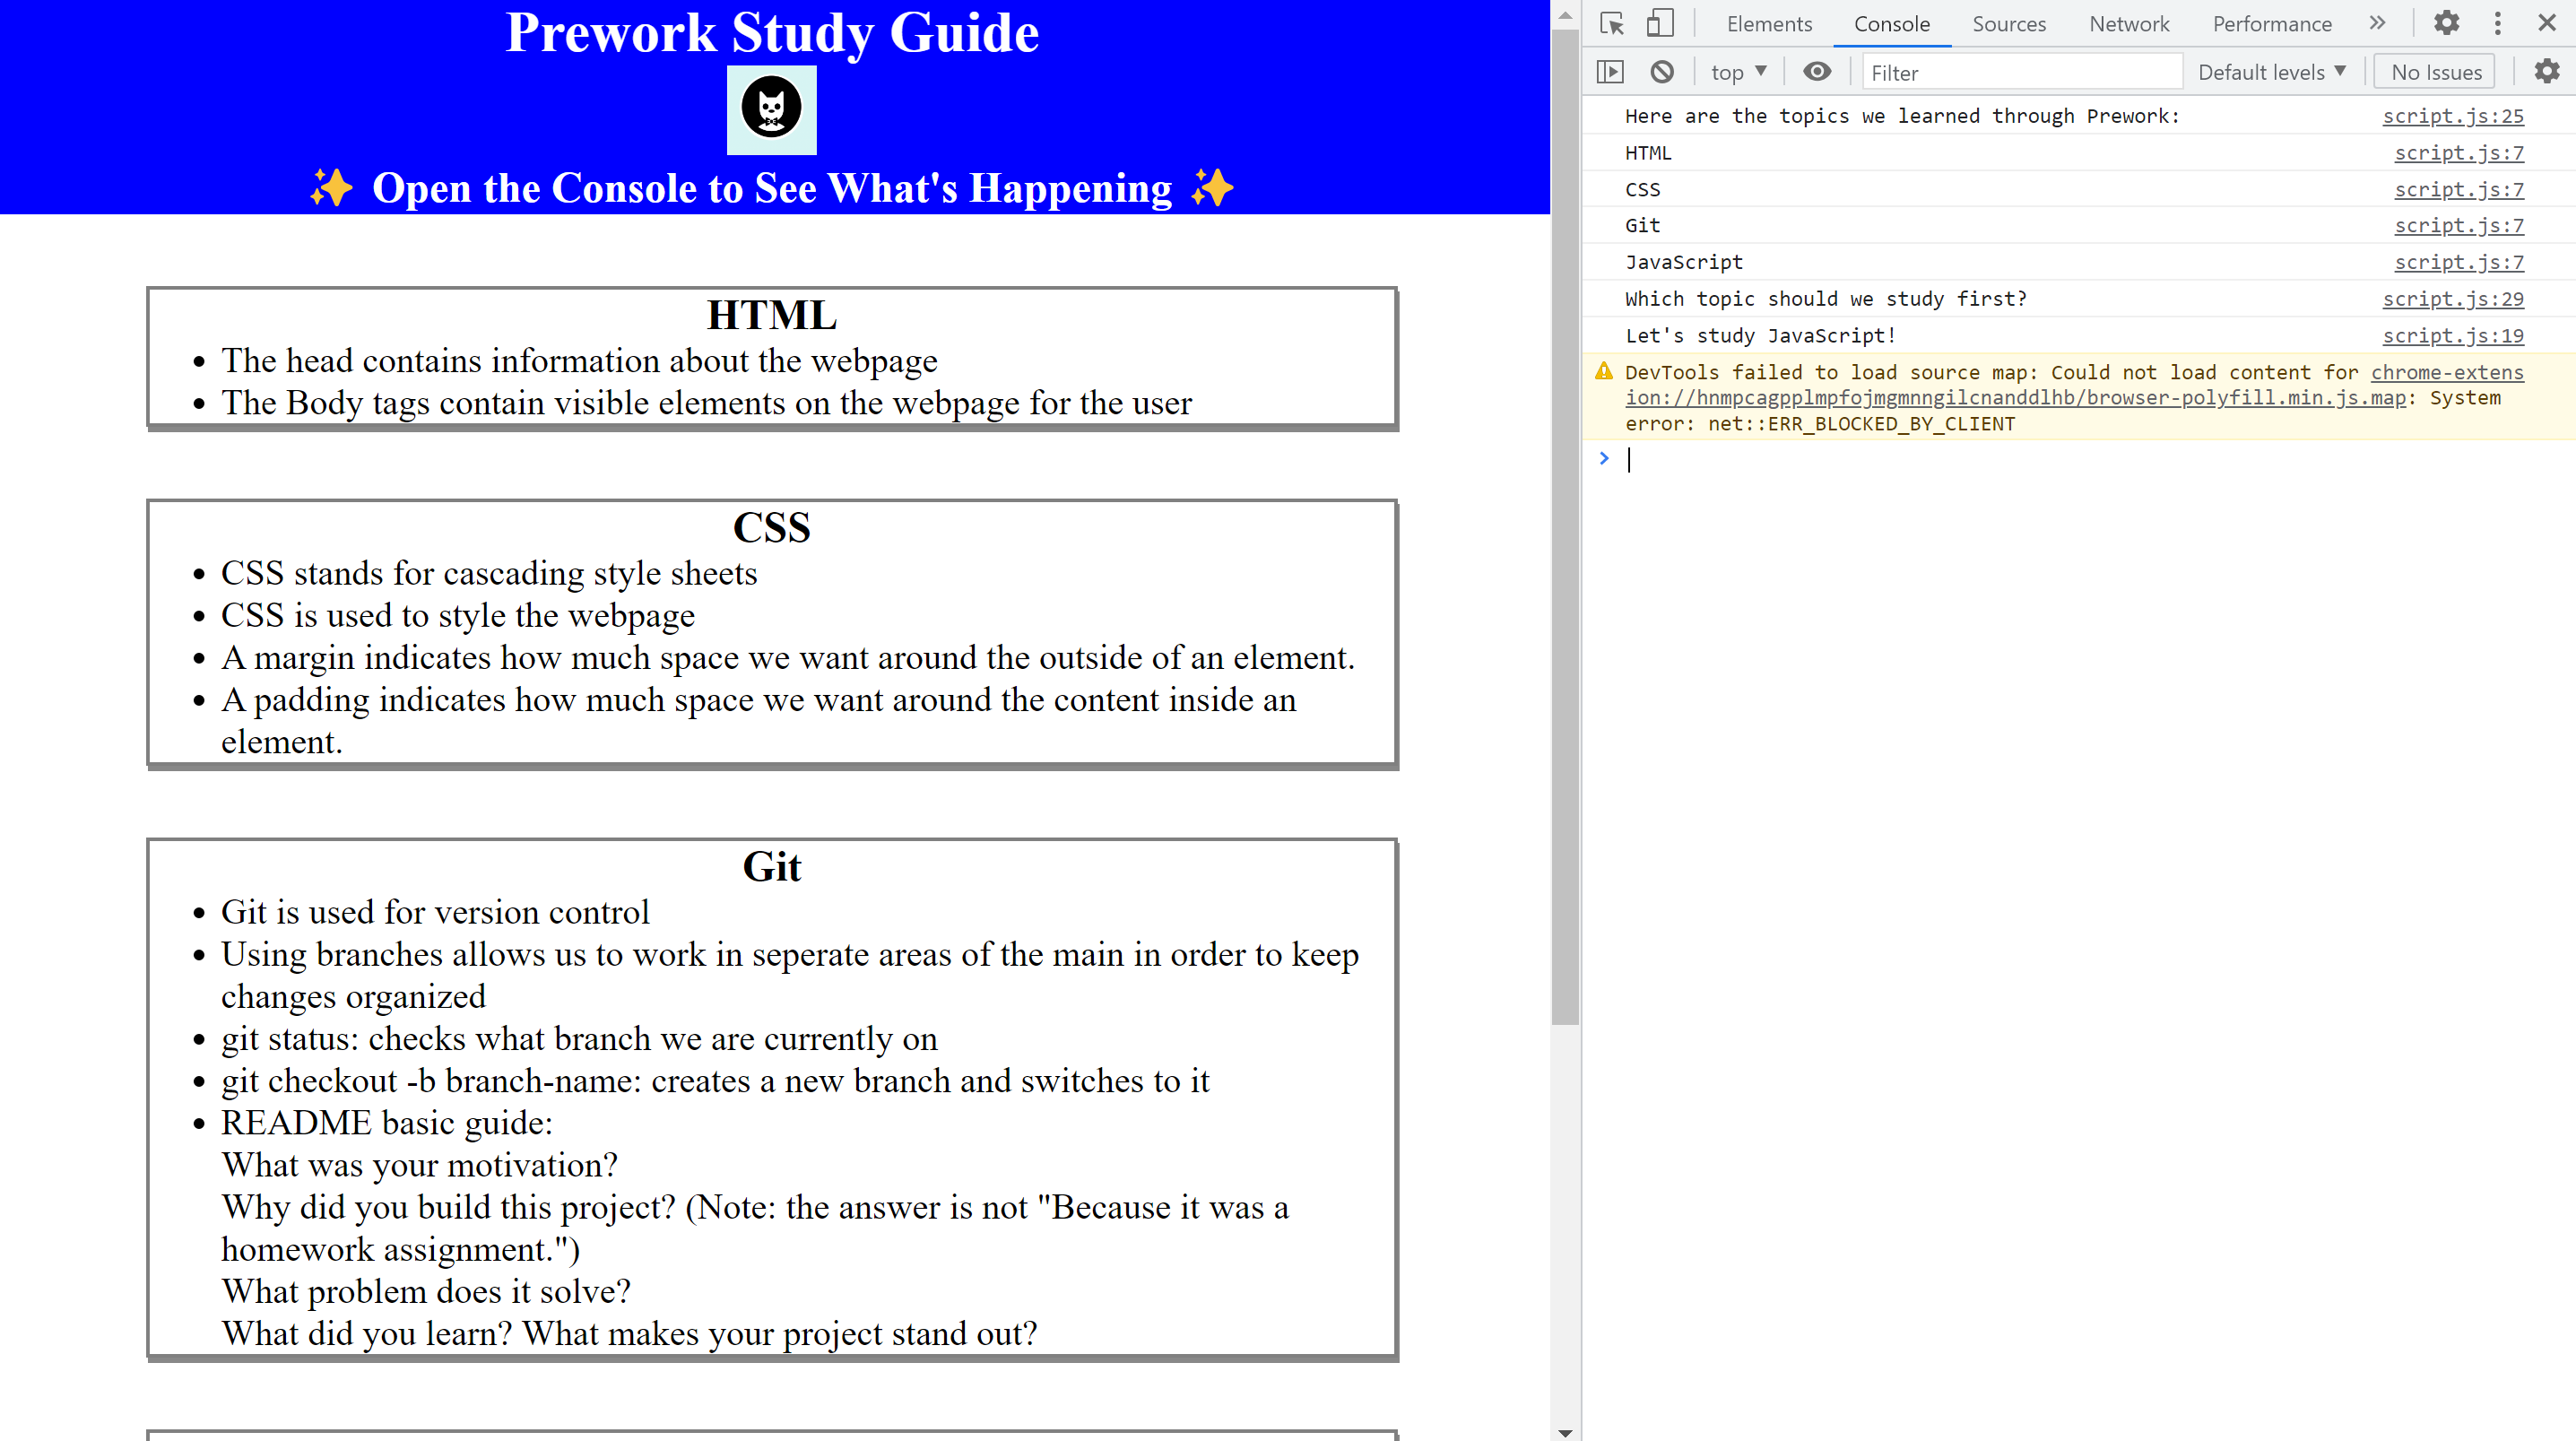 Prework Study Guide
✨ Open the Console to See What's Happening ✨
HTML
• The head contains information about the webpage
• The Body tags contain visible elements on the webpage for the user
CSS
• CSS stands for cascading style sheets
• CSS is used to style the webpage
• A margin indicates how much space we want around the outside of an element.
• A padding indicates how much space we want around the content inside an
element.
Git
• Git is used for version control
• Using branches allows us to work in seperate areas of the main in order to keep
changes organized
• git status: checks what branch we are currently on
• git checkout -b branch-name: creates a new branch and switches to it
• README basic guide:
What was your motivation?
Why did you build this project? (Note: the answer is not "Because it was a
homework assignment.")
What problem does it solve?
What did you learn? What makes your project stand out?
Elements Console Sources Network Performance
top Filter Default levels No Issues
Here are the topics we learned through Prework: script.js:25
HTML script.js:7
CSS script.js:7
Git script.js:7
JavaScript script.js:7
Which topic should we study first? script.js:29
Let's study JavaScript! script.js:19
DevTools failed to load source map: Could not load content for chrome-extens
ion://hnmpcagpplmpfojmgmnngilcnanddlhb/browser-polyfill.min.js.map: System
error: net::ERR_BLOCKED_BY_CLIENT
>